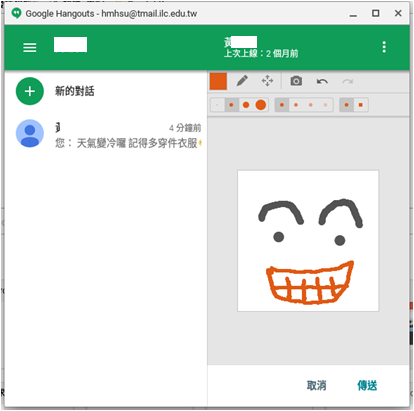 Google Hangouts - hmhsu@tmail.ilc.edu.tw
黃
上次上線：2 個月前
新的對話
黃
4 分鐘前
您： 天氣變冷囉 記得多穿件衣服
取消
傳送